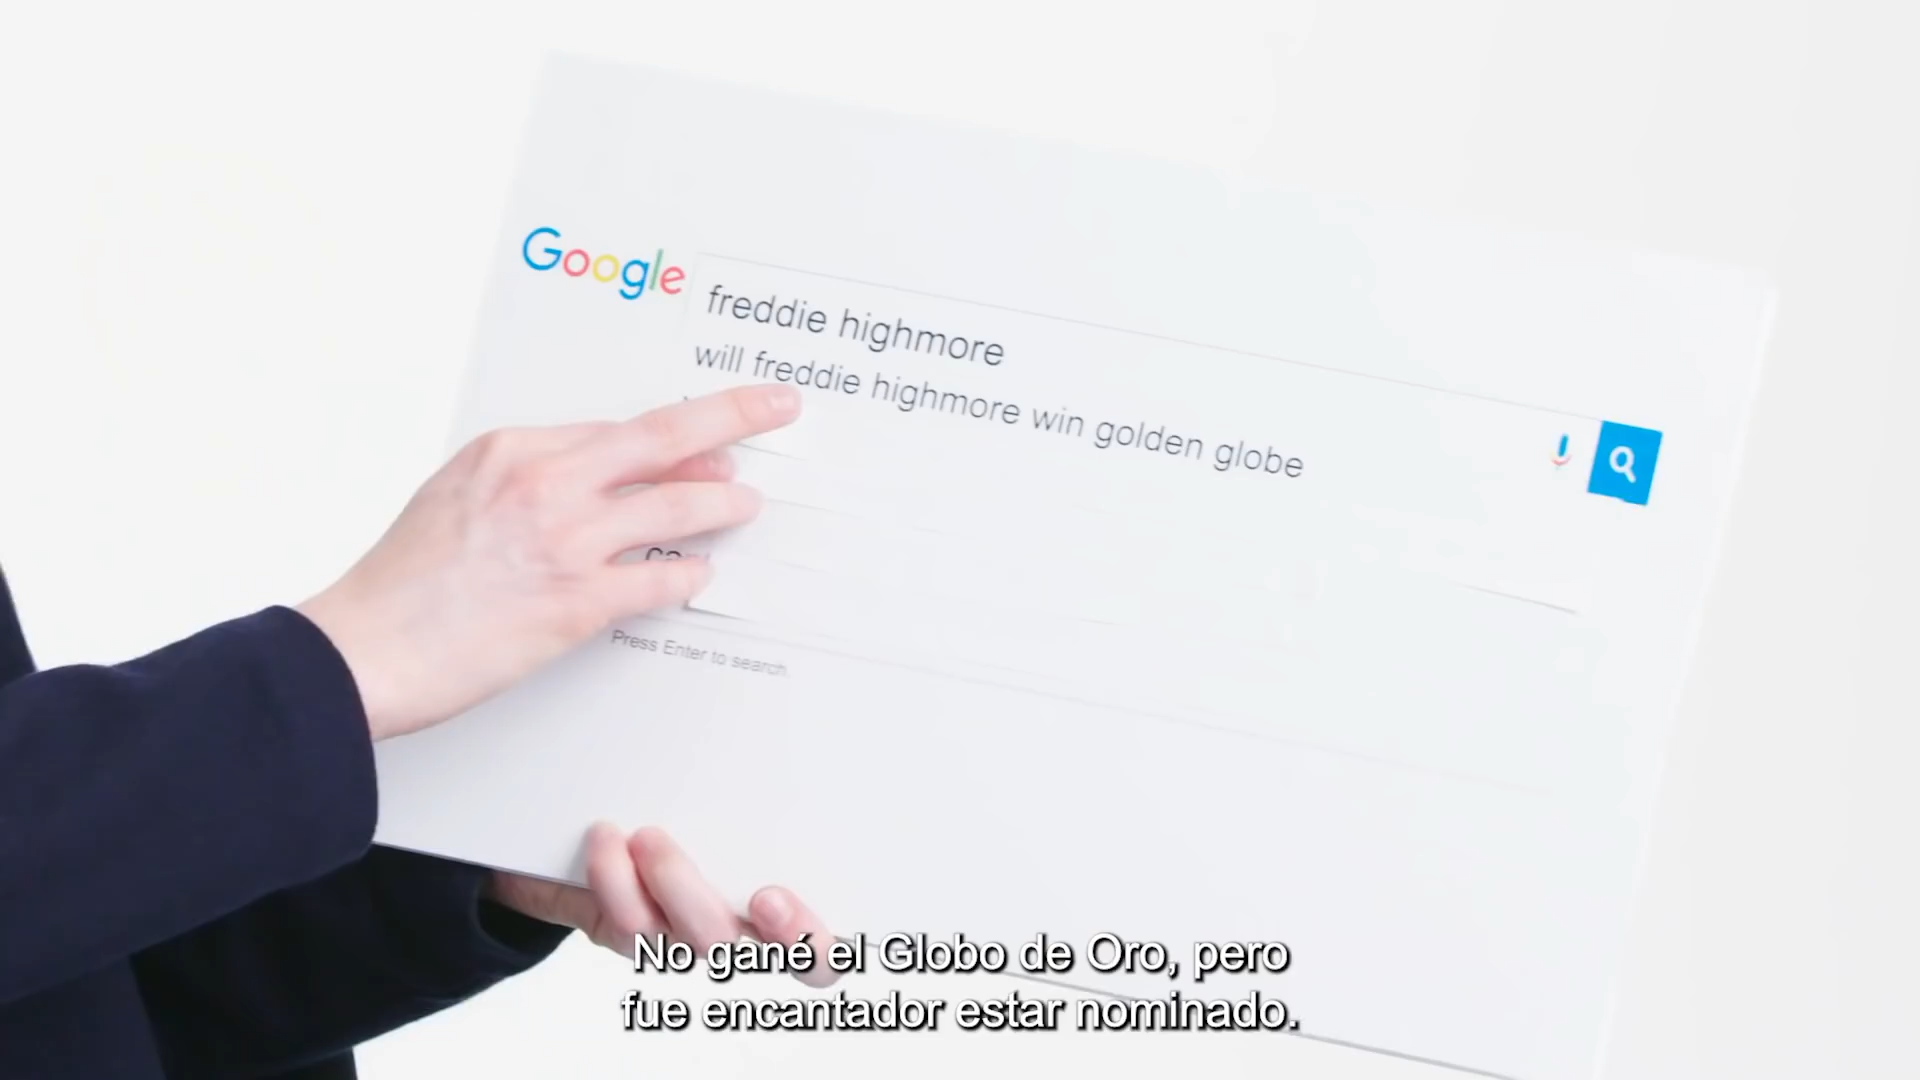 Google
freddie highmore
will freddie highmore win golden globe
Press Enter to search.
No gané el Globo de Oro, pero
fue encantador estar nominado.